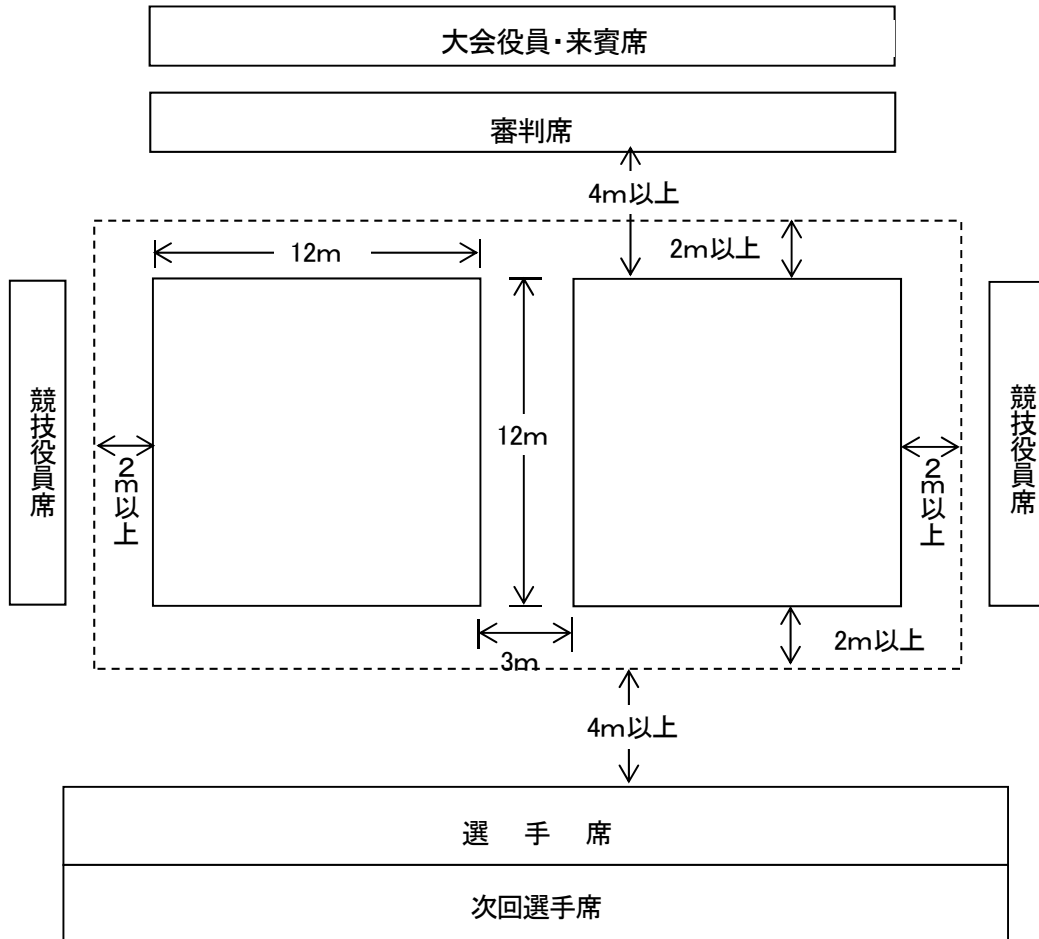 大会役員・来賓席
審判席
4m以上
2m以上
12m
競技役員席
12m
競技役員席
2m以上
2m以上
3m
2m以上
4m以上
選 手 席
次回選手席